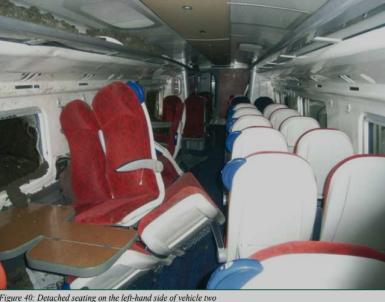 Figure 40: Detached seating on the left-hand side of vehicle two